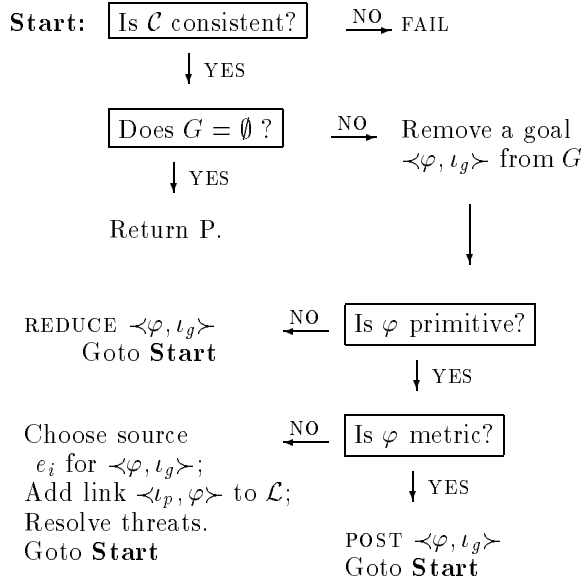 Start: Is 𝒞 consistent? NO FAIL
YES
Does G = ∅ ? NO Remove a goal
≺φ, ι_g≻ from G
YES
Return P.
REDUCE ≺φ, ι_g≻ NO Is φ primitive?
Goto Start
YES
Choose source NO Is φ metric?
e_i for ≺φ, ι_g≻;
Add link ≺ι_p, φ≻ to ℒ; YES
Resolve threats.
POST ≺φ, ι_g≻
Goto Start Goto Start